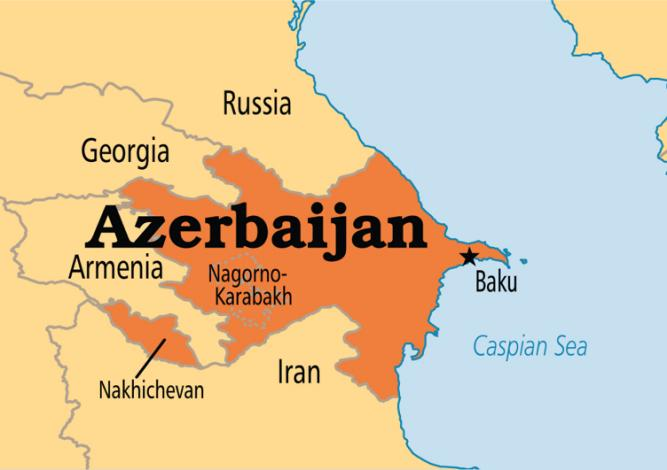 Russia
Georgia
Azerbaijan
Armenia
Nagorno-
Karabakh
Baku
Caspian Sea
Iran
Nakhichevan